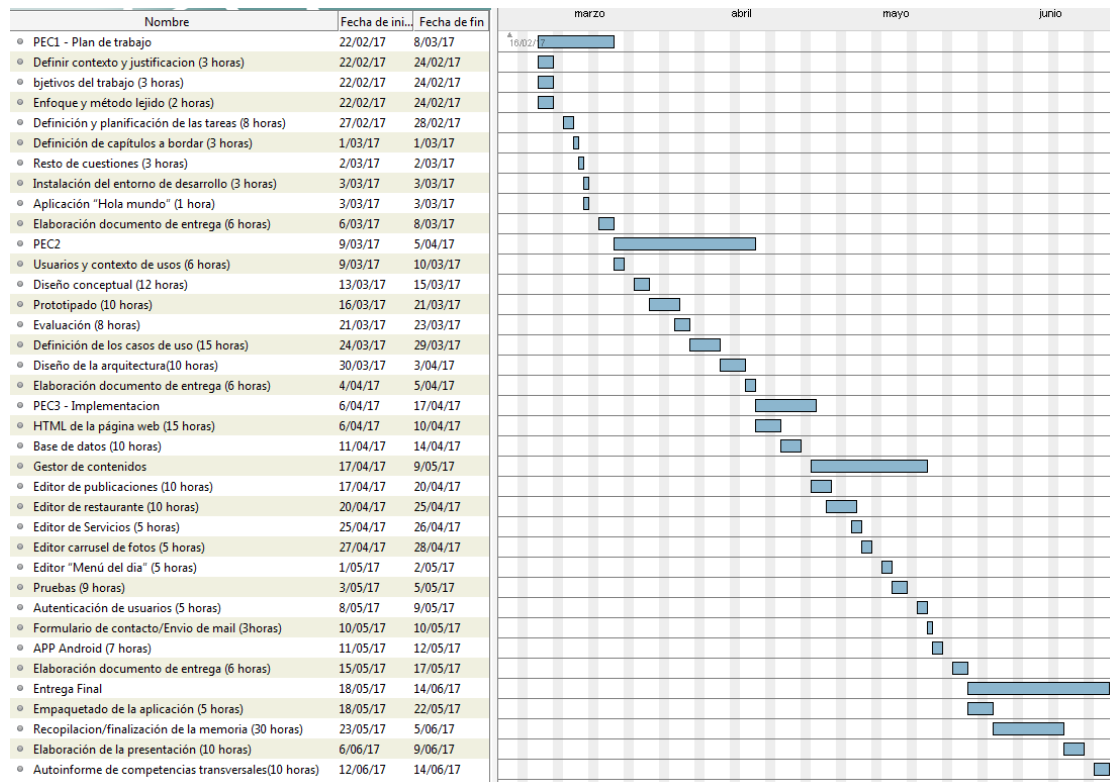 Nombre Fecha de ini... Fecha de fin marzo abril mayo junio
16/02/17
PEC1 - Plan de trabajo 22/02/17 8/03/17
Definir contexto y justificacion (3 horas) 22/02/17 24/02/17
bjetivos del trabajo (3 horas) 22/02/17 24/02/17
Enfoque y método lejido (2 horas) 22/02/17 24/02/17
Definición y planificación de las tareas (8 horas) 27/02/17 28/02/17
Definición de capítulos a bordar (3 horas) 1/03/17 1/03/17
Resto de cuestiones (3 horas) 2/03/17 2/03/17
Instalación del entorno de desarrollo (3 horas) 3/03/17 3/03/17
Aplicación "Hola mundo" (1 hora) 3/03/17 3/03/17
Elaboración documento de entrega (6 horas) 6/03/17 8/03/17
PEC2 9/03/17 5/04/17
Usuarios y contexto de usos (6 horas) 9/03/17 10/03/17
Diseño conceptual (12 horas) 13/03/17 15/03/17
Prototipado (10 horas) 16/03/17 21/03/17
Evaluación (8 horas) 21/03/17 23/03/17
Definición de los casos de uso (15 horas) 24/03/17 29/03/17
Diseño de la arquitectura(10 horas) 30/03/17 3/04/17
Elaboración documento de entrega (6 horas) 4/04/17 5/04/17
PEC3 - Implementacion 6/04/17 17/04/17
HTML de la página web (15 horas) 6/04/17 10/04/17
Base de datos (10 horas) 11/04/17 14/04/17
Gestor de contenidos 17/04/17 9/05/17
Editor de publicaciones (10 horas) 17/04/17 20/04/17
Editor de restaurante (10 horas) 20/04/17 25/04/17
Editor de Servicios (5 horas) 25/04/17 26/04/17
Editor carrusel de fotos (5 horas) 27/04/17 28/04/17
Editor "Menú del dia" (5 horas) 1/05/17 2/05/17
Pruebas (9 horas) 3/05/17 5/05/17
Autenticación de usuarios (5 horas) 8/05/17 9/05/17
Formulario de contacto/Envio de mail (3horas) 10/05/17 10/05/17
APP Android (7 horas) 11/05/17 12/05/17
Elaboración documento de entrega (6 horas) 15/05/17 17/05/17
Entrega Final 18/05/17 14/06/17
Empaquetado de la aplicación (5 horas) 18/05/17 22/05/17
Recopilacion/finalización de la memoria (30 horas) 23/05/17 5/06/17
Elaboración de la presentación (10 horas) 6/06/17 9/06/17
Autoinforme de competencias transversales(10 horas) 12/06/17 14/06/17